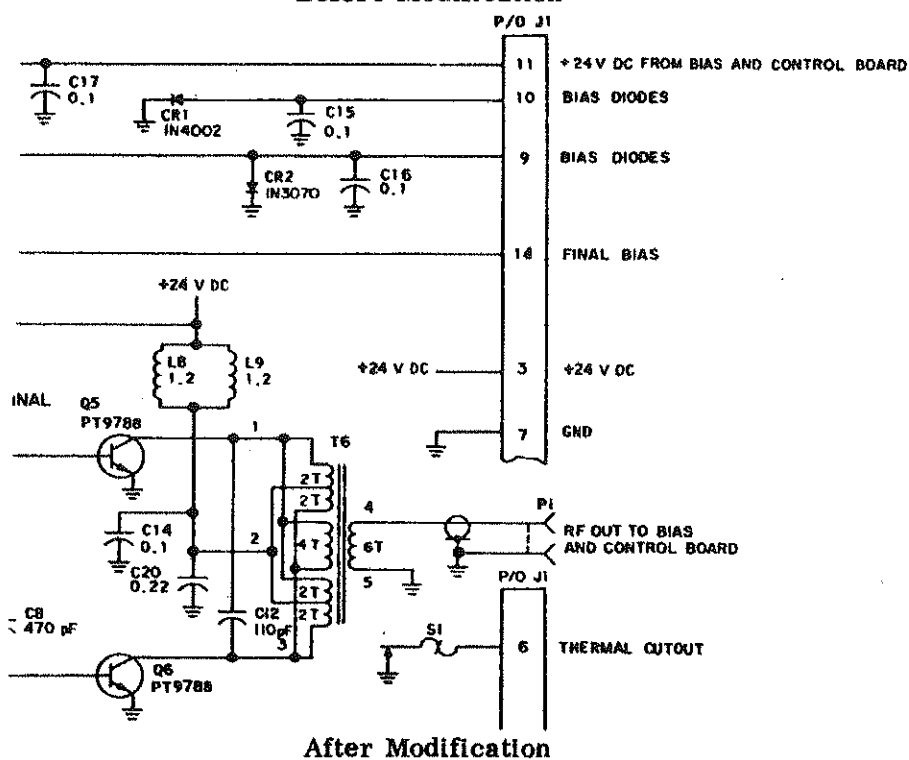 P/O J1
C17
0.1
11 +24V DC FROM BIAS AND CONTROL BOARD
10 BIAS DIODES
CR1
IN4002
C15
0.1
9 BIAS DIODES
CR2
IN3070
C16
0.1
14 FINAL BIAS
+24 V DC
L8
1.2
L9
1.2
+24 V DC 3 +24 V DC
INAL
Q5
PT9788
1
7 GND
T6
2T
2T
4
P1
RF OUT TO BIAS
AND CONTROL BOARD
C14
0.1
2
4T
6T
5
C20
0.22
2T
2T
P/O J1
C8
470 pF
C12
110pF
3
S1
6 THERMAL CUTOUT
Q6
PT9788
After Modification